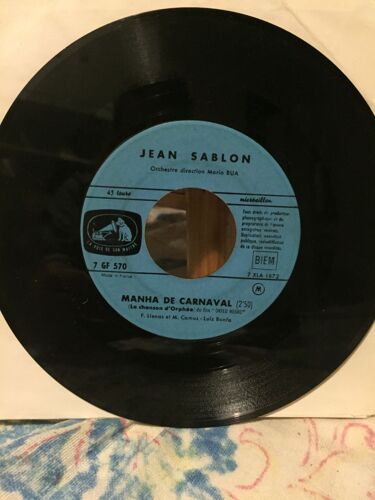 JEAN SABLON
Orchestre direction Mario BUA
45 tours
microsillon
Tous droits du producteur
phonographique et du
propriétaire de l'œuvre
enregistrée réservés.
LA VOIX DE SON MAITRE
BIEM
7 GF 570
7 XLA 1872
Made in France
M
MANHA DE CARNAVAL (2'50)
(La chanson d'Orphée) du film "ORFEO NEGRO"
F. Llenas et M. Camus - Luiz Bonfa